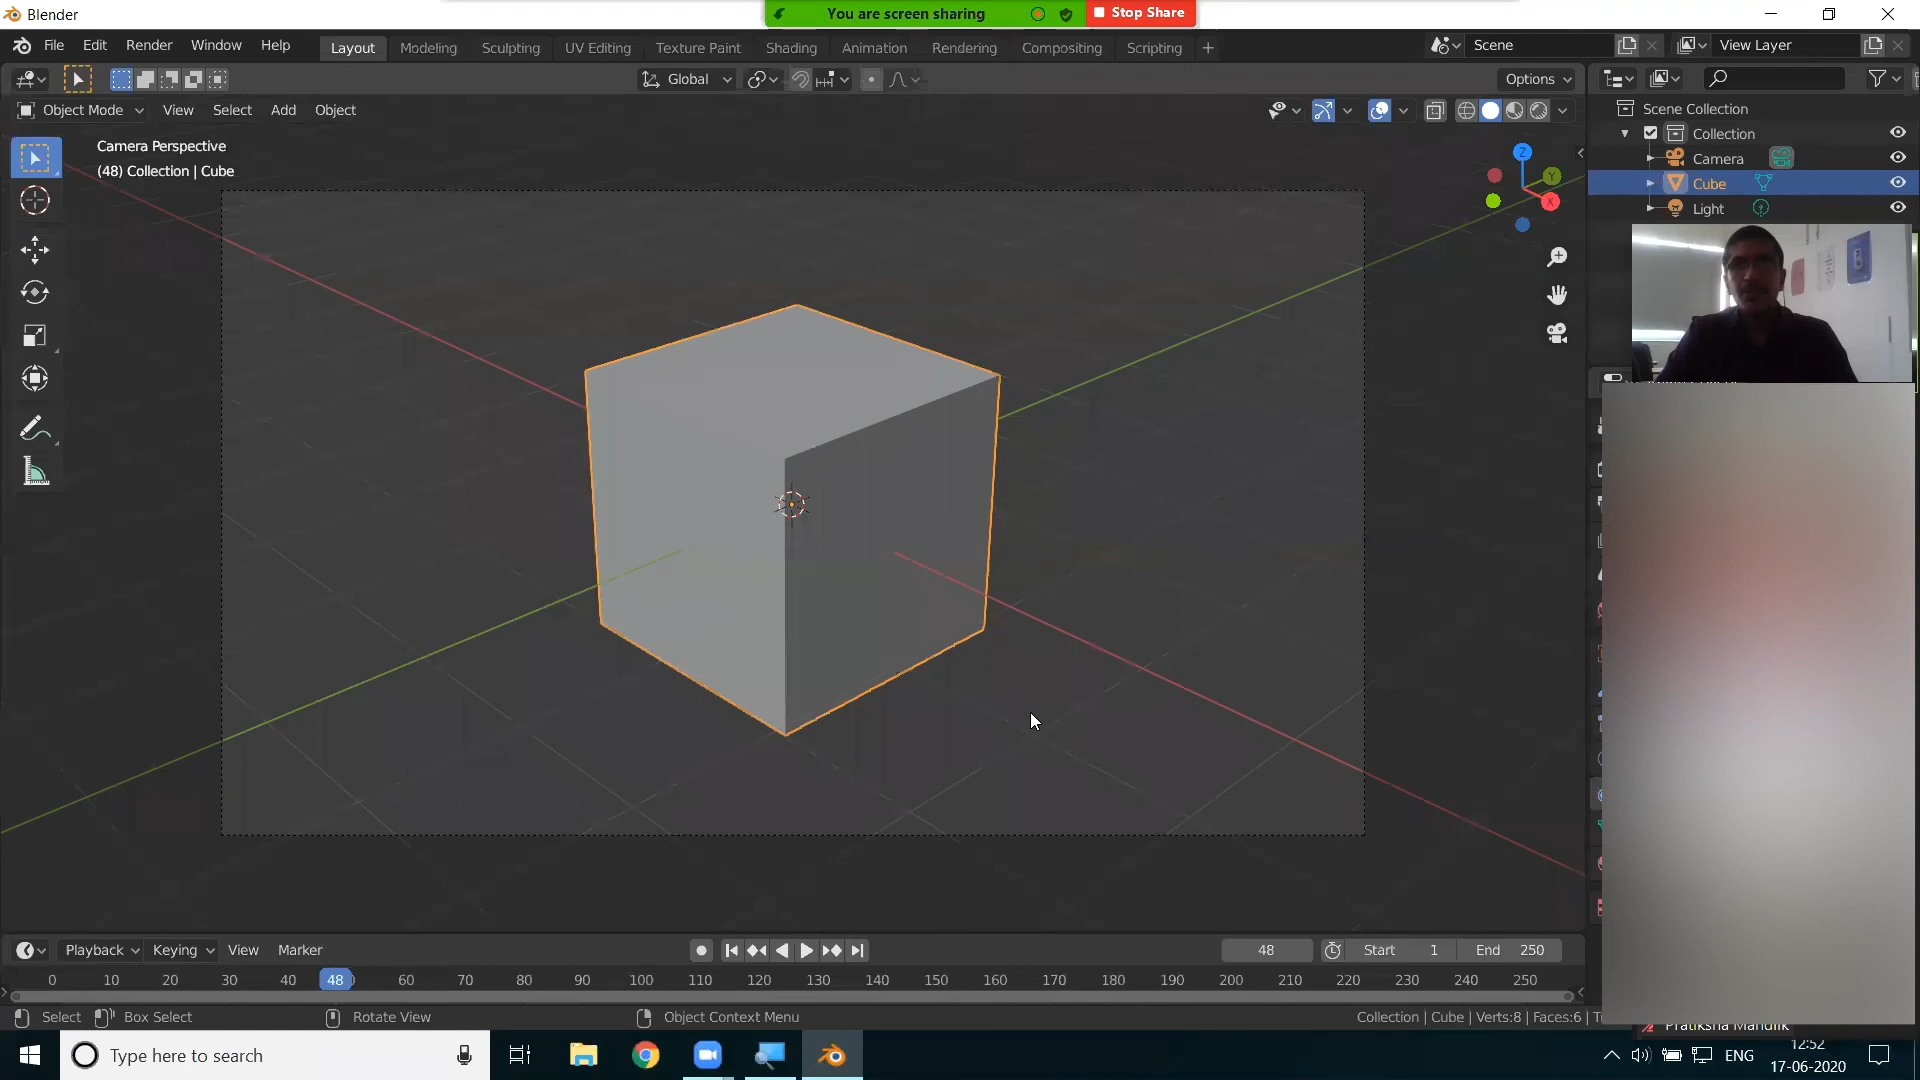 Blender
You are screen sharing
Stop Share
File Edit Render Window Help
Layout Modeling Sculpting UV Editing Texture Paint Shading Animation Rendering Compositing Scripting +
Scene
View Layer
Global
Options
Object Mode View Select Add Object
Scene Collection
Collection
Camera
Cube
Light
Camera Perspective
(48) Collection | Cube
Z
Y
X
Playback Keying View Marker
48
Start 1
End 250
0 10 20 30 40 48 60 70 80 90 100 110 120 130 140 150 160 170 180 190 200 210 220 230 240 250
Select Box Select Rotate View Object Context Menu
Collection | Cube | Verts:8 | Faces:6 |
Pratiksha Mandlik
Type here to search
ENG
12:52
17-06-2020